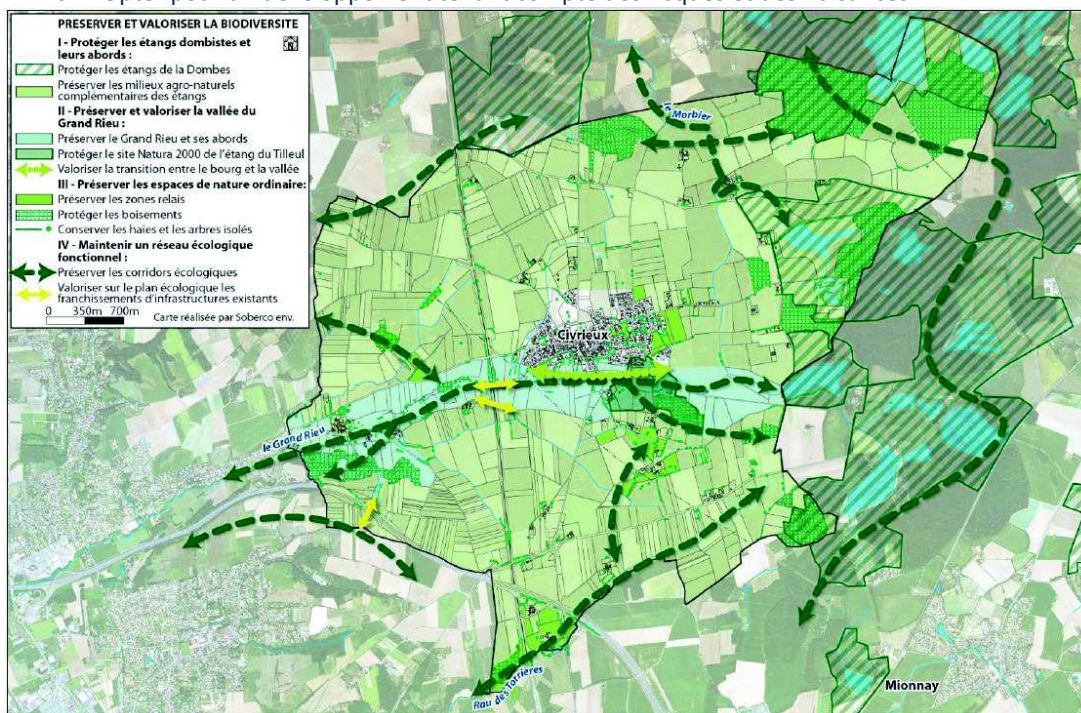 PRESERVER ET VALORISER LA BIODIVERSITE
I - Protéger les étangs dombistes et
leurs abords :
N
Protéger les étangs de la Dombes
Préserver les milieux agro-naturels
complémentaires des étangs
II - Préserver et valoriser la vallée du
Grand Rieu :
Préserver le Grand Rieu et ses abords
Protéger le site Natura 2000 de l'étang du Tilleul
Valoriser la transition entre le bourg et la vallée
III - Préserver les espaces de nature ordinaire:
Préserver les zones relais
Protéger les boisements
Conserver les haies et les arbres isolés
IV - Maintenir un réseau écologique
fonctionnel :
Préserver les corridors écologiques
Valoriser sur le plan écologique les
franchissements d'infrastructures existants
0 350m 700m
Carte réalisée par Soberco env.
le Morbier
Civrieux
le Grand Rieu
Rau des Torrières
Mionnay